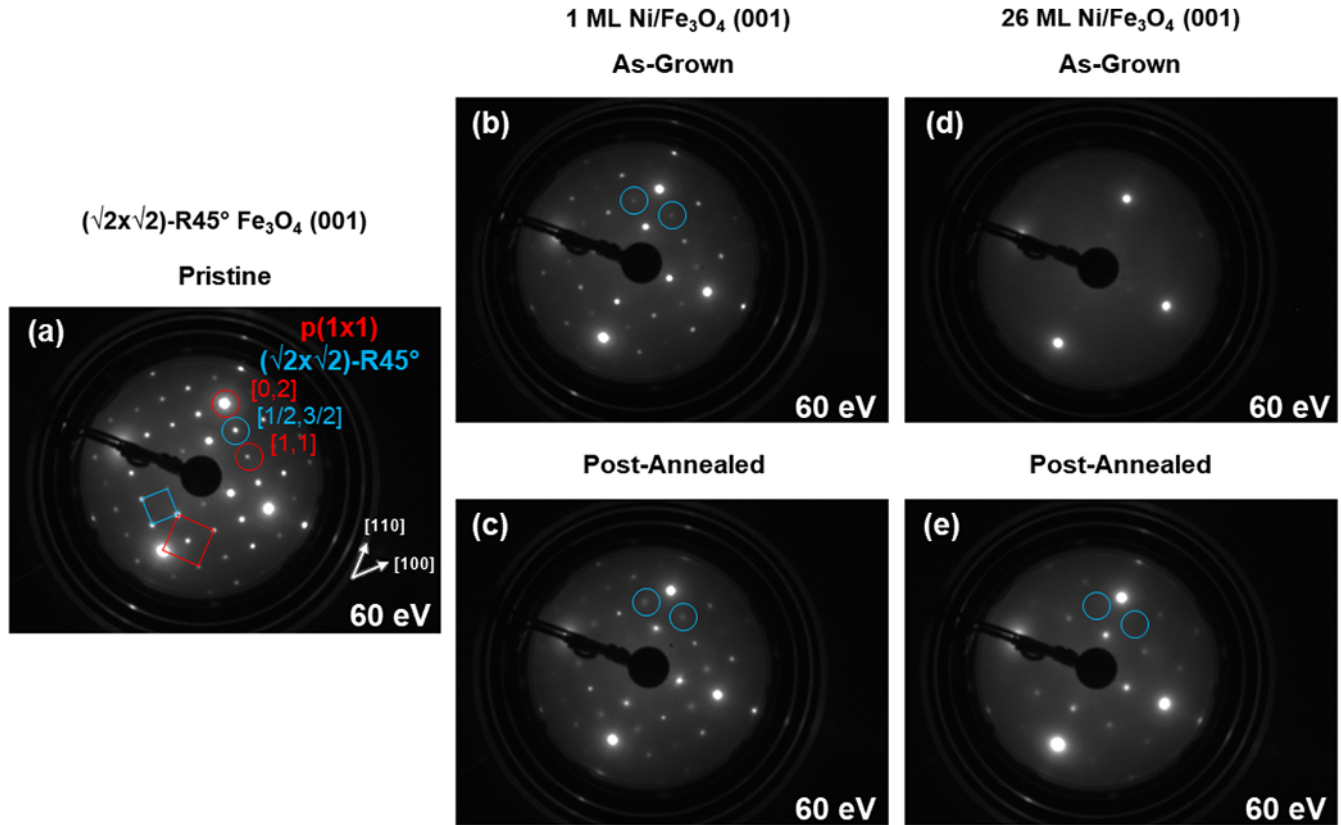 1 ML Ni/Fe₃O₄ (001)
As-Grown
26 ML Ni/Fe₃O₄ (001)
As-Grown
(b)
60 eV
(d)
60 eV
(√2x√2)-R45° Fe₃O₄ (001)
Pristine
(a)
p(1x1)
(√2x√2)-R45°
[0,2]
[1/2,3/2]
[1,1]
[110]
[100]
60 eV
Post-Annealed
(c)
60 eV
Post-Annealed
(e)
60 eV